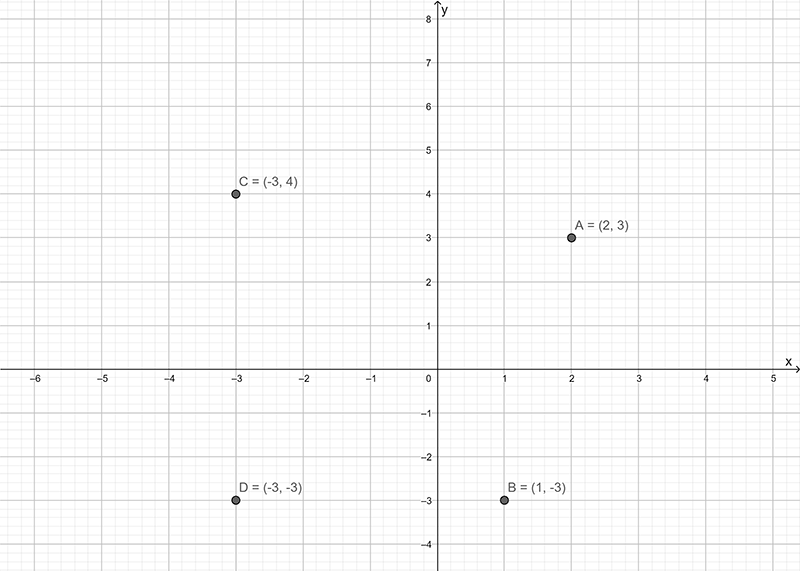 y
8
7
6
5
C = (-3, 4)
4
A = (2, 3)
3
2
1
x
–6 –5 –4 –3 –2 –1 0 1 2 3 4 5
–1
–2
D = (-3, -3) B = (1, -3)
–3
–4